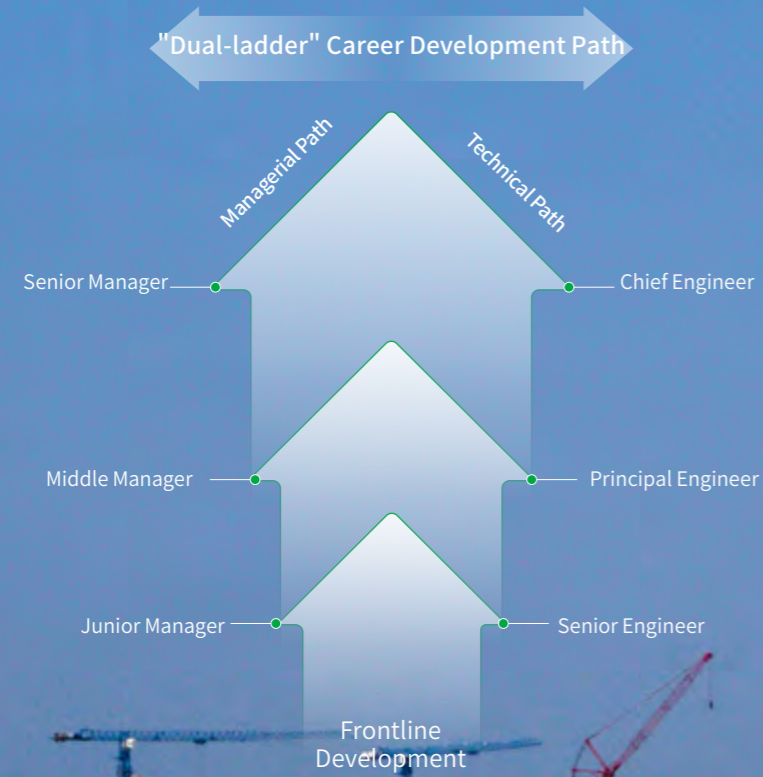 "Dual-ladder" Career Development Path
Managerial Path
Technical Path
Senior Manager
Chief Engineer
Middle Manager
Principal Engineer
Junior Manager
Senior Engineer
Frontline
Development